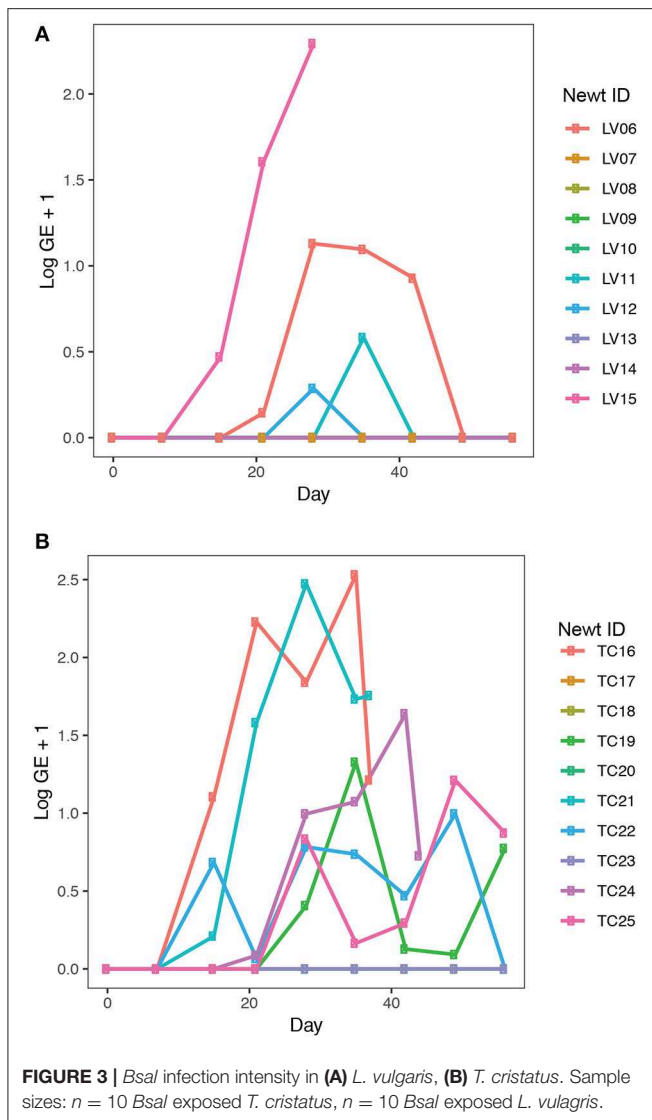 A
Log GE + 1
2.0
1.5
1.0
0.5
0.0
0
20
40
Day
Newt ID
LV06
LV07
LV08
LV09
LV10
LV11
LV12
LV13
LV14
LV15
B
Log GE + 1
2.5
2.0
1.5
1.0
0.5
0.0
0
20
40
Day
Newt ID
TC16
TC17
TC18
TC19
TC20
TC21
TC22
TC23
TC24
TC25
FIGURE 3 | Bsal infection intensity in (A) L. vulgaris, (B) T. cristatus. Sample
sizes: n = 10 Bsal exposed T. cristatus, n = 10 Bsal exposed L. vulagris.